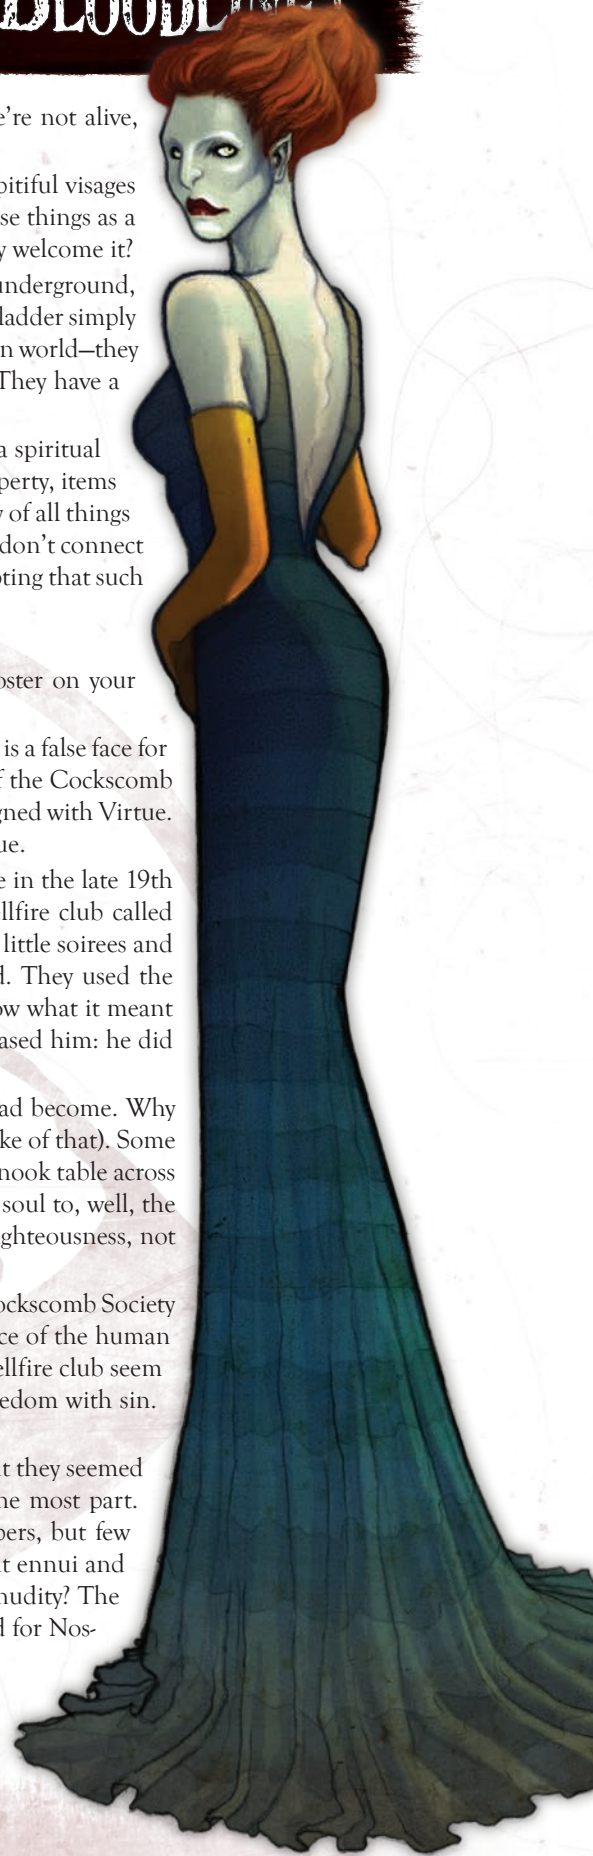 BLOODLINE
e're not alive,
pitiful visages
se things as a
y welcome it?
underground,
ladder simply
n world—they
They have a
a spiritual
perty, items
y of all things
don't connect
ting that such
oster on your
is a false face for
f the Cockscomb
gned with Virtue.
ue.
e in the late 19th
llfire club called
little soirees and
d. They used the
ow what it meant
ased him: he did
ad become. Why
ke of that). Some
nook table across
soul to, well, the
ghteousness, not
ockscomb Society
ce of the human
ellfire club seem
edom with sin.
t they seemed
ne most part.
bers, but few
t ennui and
nudity? The
d for Nos-